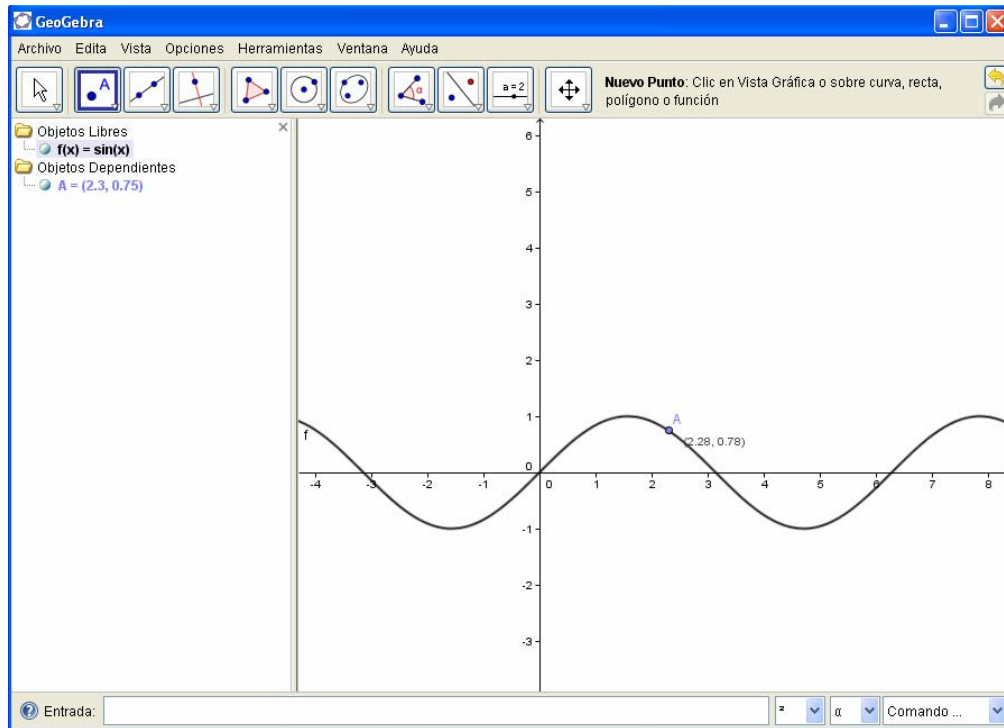 GeoGebra
Archivo Edita Vista Opciones Herramientas Ventana Ayuda
A α a=2
Nuevo Punto: Clic en Vista Gráfica o sobre curva, recta,
polígono o función
Objetos Libres
f(x) = sin(x)
Objetos Dependientes
A = (2.3, 0.75)
6
5
4
3
2
1
A
f
(2.28, 0.78)
0
-4 -3 -2 -1 0 1 2 3 4 5 6 7 8
-1
-2
-3
Entrada: ² α Comando ...